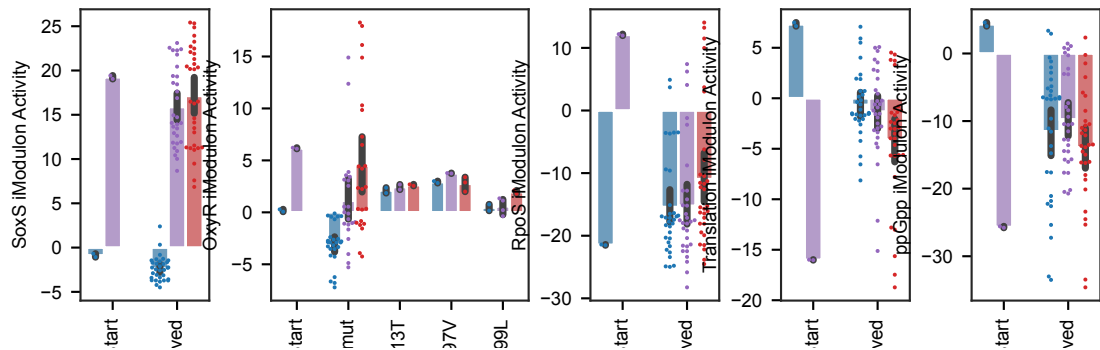 SoxS iModulon Activity
25
20
15
10
5
0
−5
tart
ved
OxyR iModulon Activity
15
10
5
0
−5
tart
mut
13T
97V
99L
RpoS iModulon Activity
10
0
−10
−20
−30
tart
ved
Translation iModulon Activity
5
0
−5
−10
−15
−20
tart
ved
ppGpp iModulon Activity
0
−10
−20
−30
tart
ved